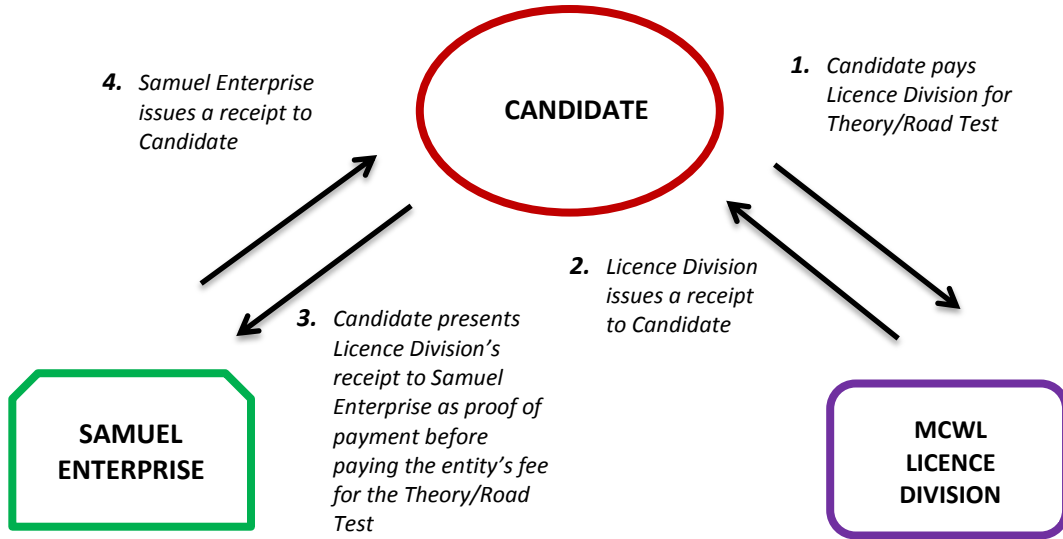 CANDIDATE
1. Candidate pays
Licence Division for
Theory/Road Test
2. Licence Division
issues a receipt
to Candidate
3. Candidate presents
Licence Division’s
receipt to Samuel
Enterprise as proof of
payment before
paying the entity’s fee
for the Theory/Road
Test
4. Samuel Enterprise
issues a receipt to
Candidate
SAMUEL
ENTERPRISE
MCWL
LICENCE
DIVISION